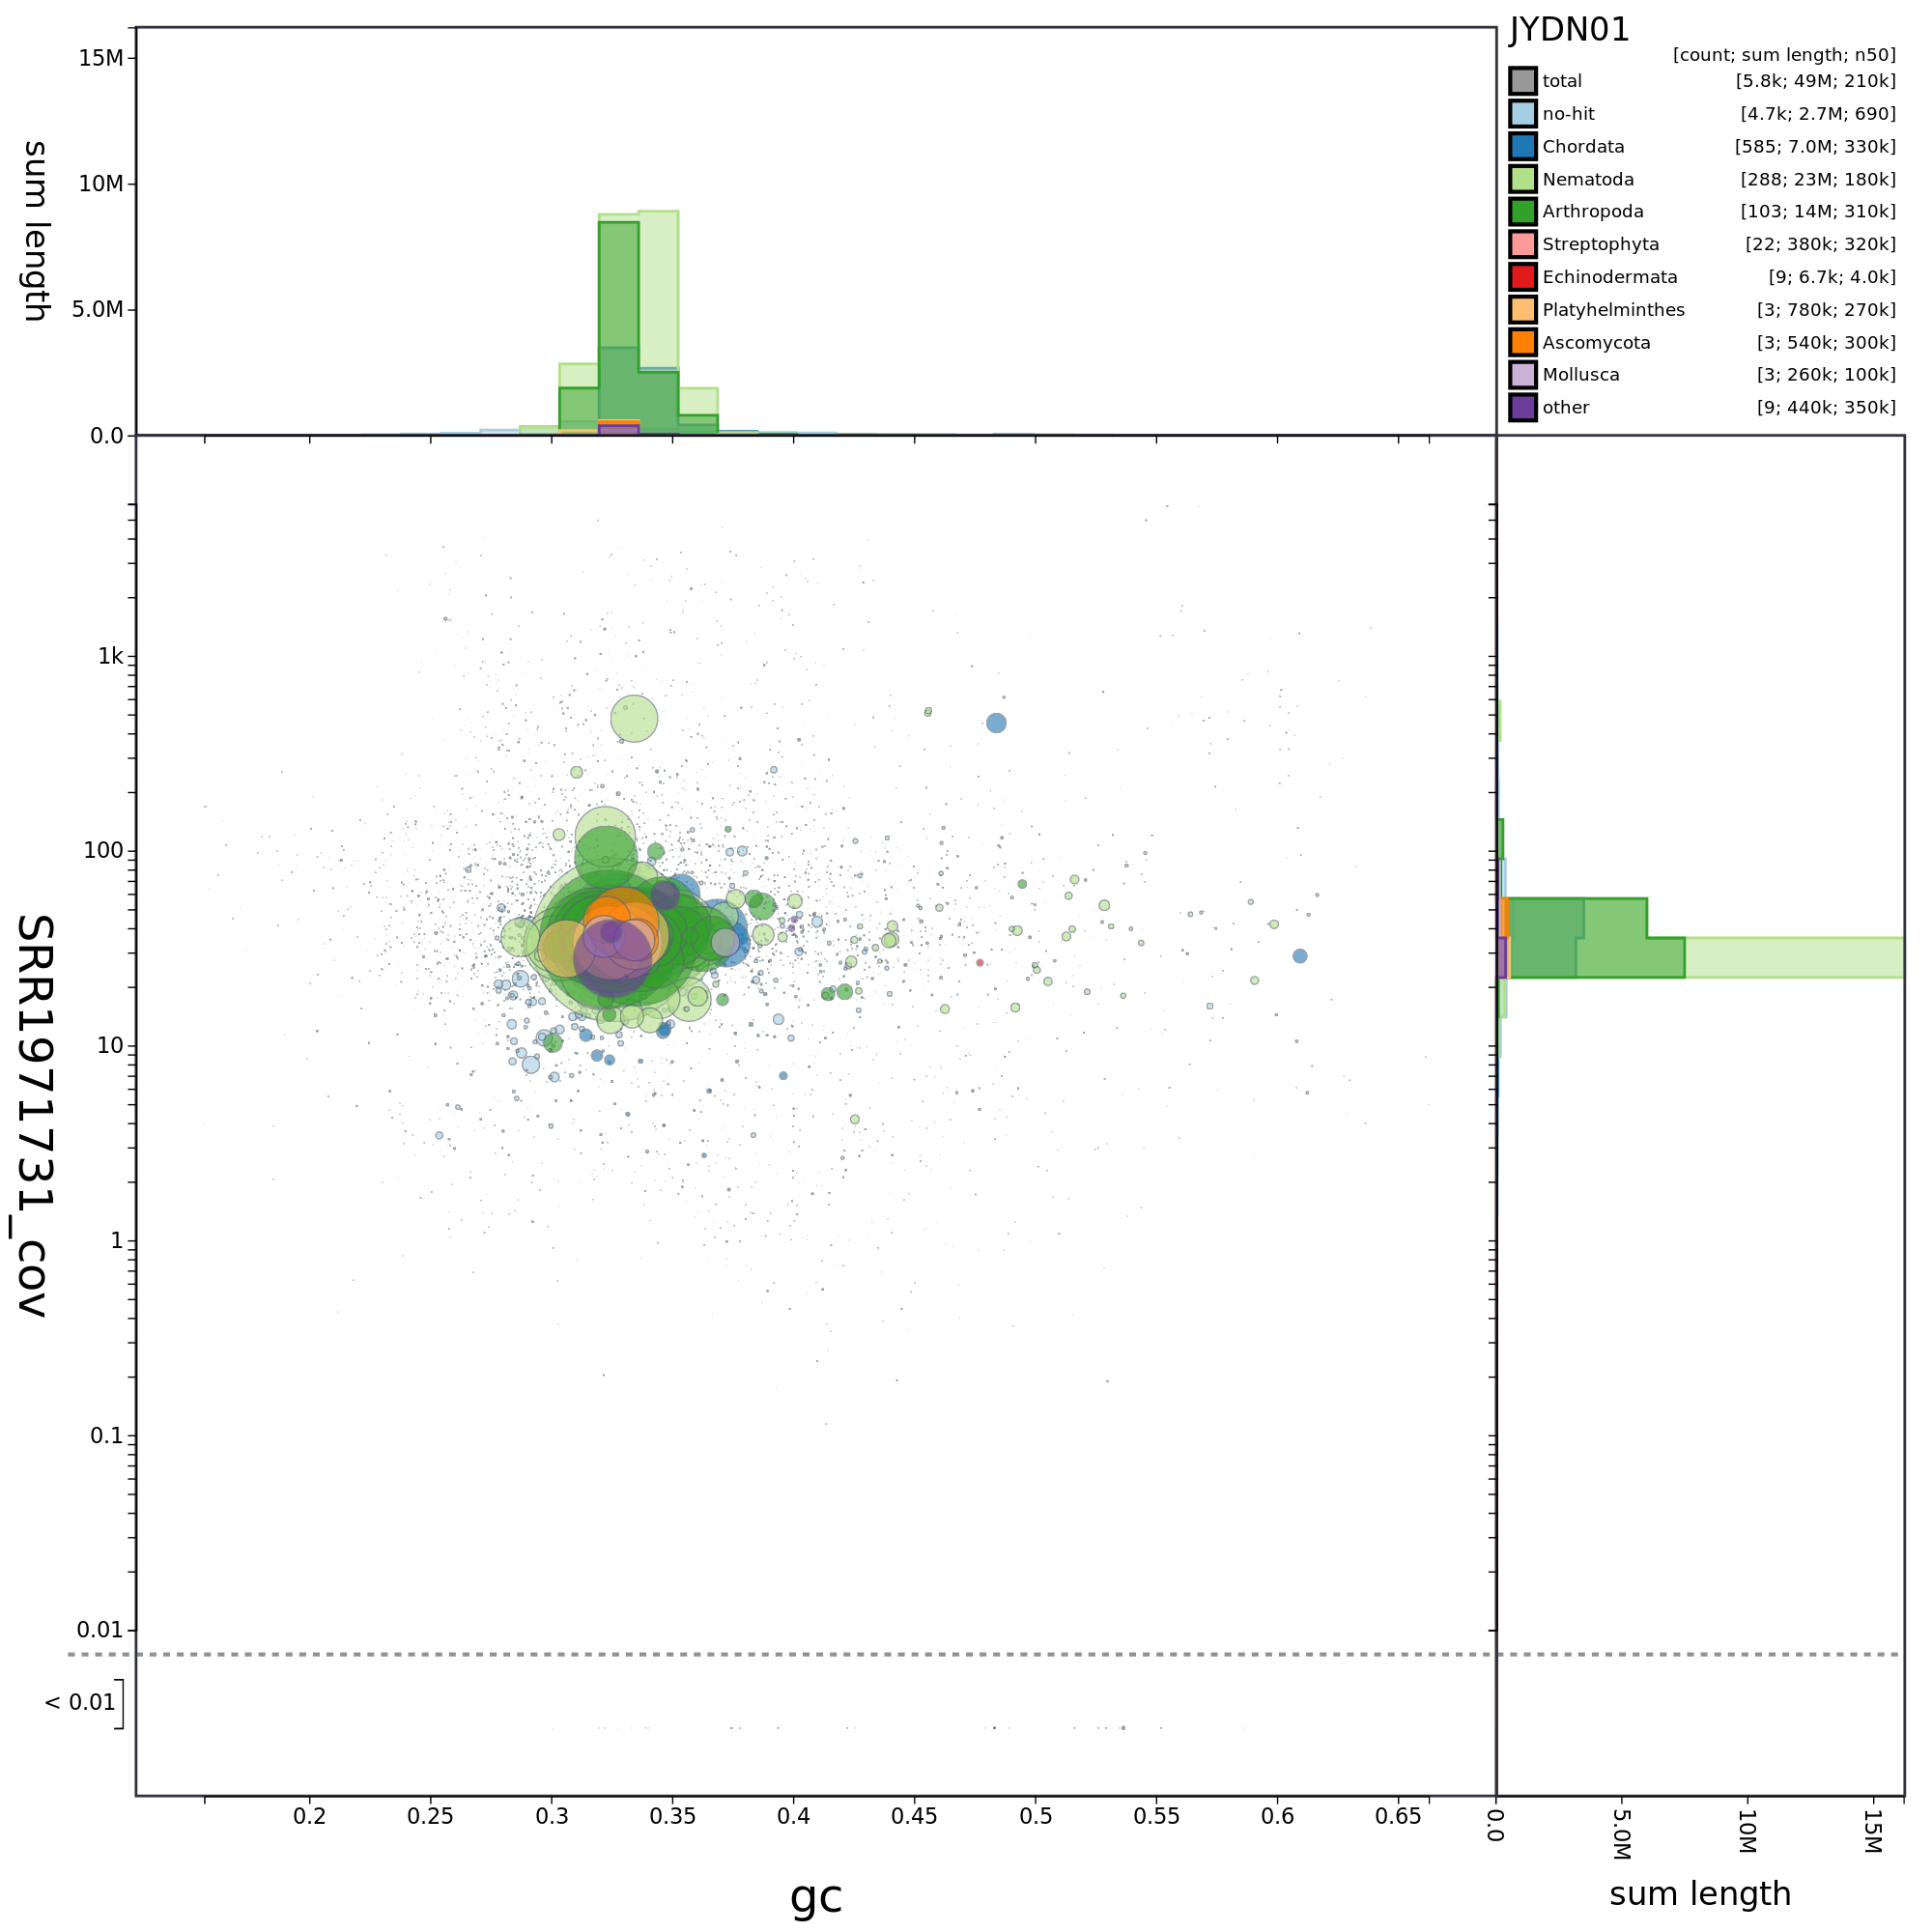 JYDN01
[count; sum length; n50]
total [5.8k; 49M; 210k]
no-hit [4.7k; 2.7M; 690]
Chordata [585; 7.0M; 330k]
Nematoda [288; 23M; 180k]
Arthropoda [103; 14M; 310k]
Streptophyta [22; 380k; 320k]
Echinodermata [9; 6.7k; 4.0k]
Platyhelminthes [3; 780k; 270k]
Ascomycota [3; 540k; 300k]
Mollusca [3; 260k; 100k]
other [9; 440k; 350k]
sum length
15M
10M
5.0M
0.0
SRR1971731_cov
1k
100
10
1
0.1
0.01
< 0.01
0.2 0.25 0.3 0.35 0.4 0.45 0.5 0.55 0.6 0.65
gc
0.0 5.0M 10M 15M
sum length